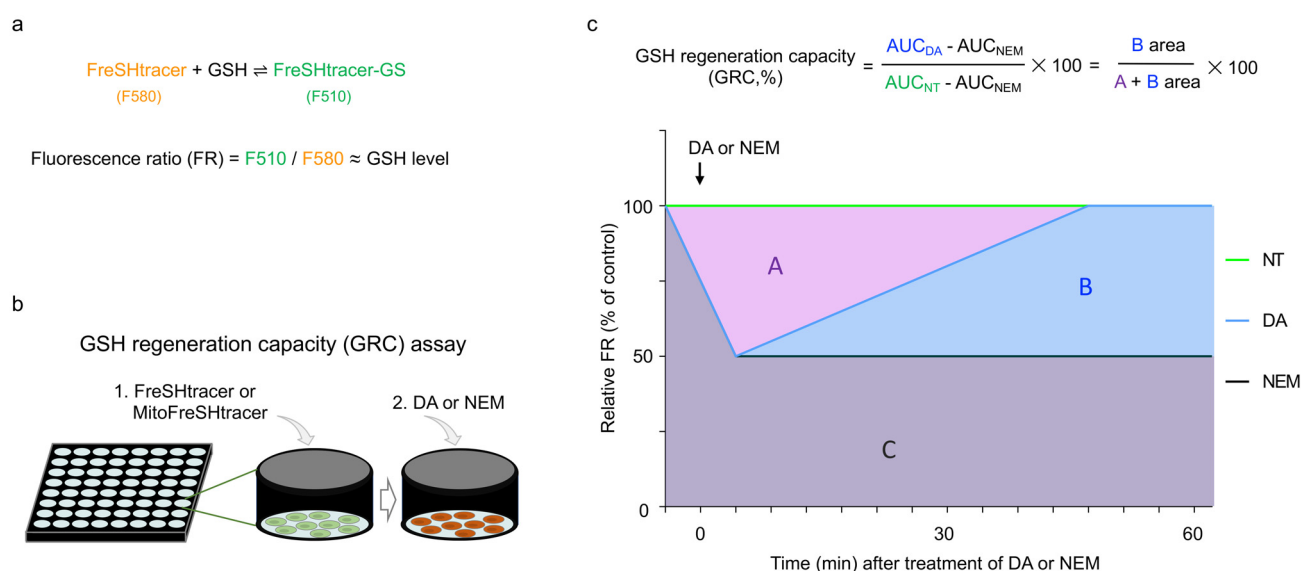 a
FreSHtracer + GSH ⇌ FreSHtracer-GS
(F580) (F510)
Fluorescence ratio (FR) = F510 / F580 ≈ GSH level
b
GSH regeneration capacity (GRC) assay
1. FreSHtracer or
MitoFreSHtracer
2. DA or NEM
c
GSH regeneration capacity
(GRC,%)
= AUCDA - AUCNEM / AUCNT - AUCNEM × 100 = B area / A + B area × 100
DA or NEM
Relative FR (% of control)
100
50
0
A
B
C
NT
DA
NEM
0 30 60
Time (min) after treatment of DA or NEM